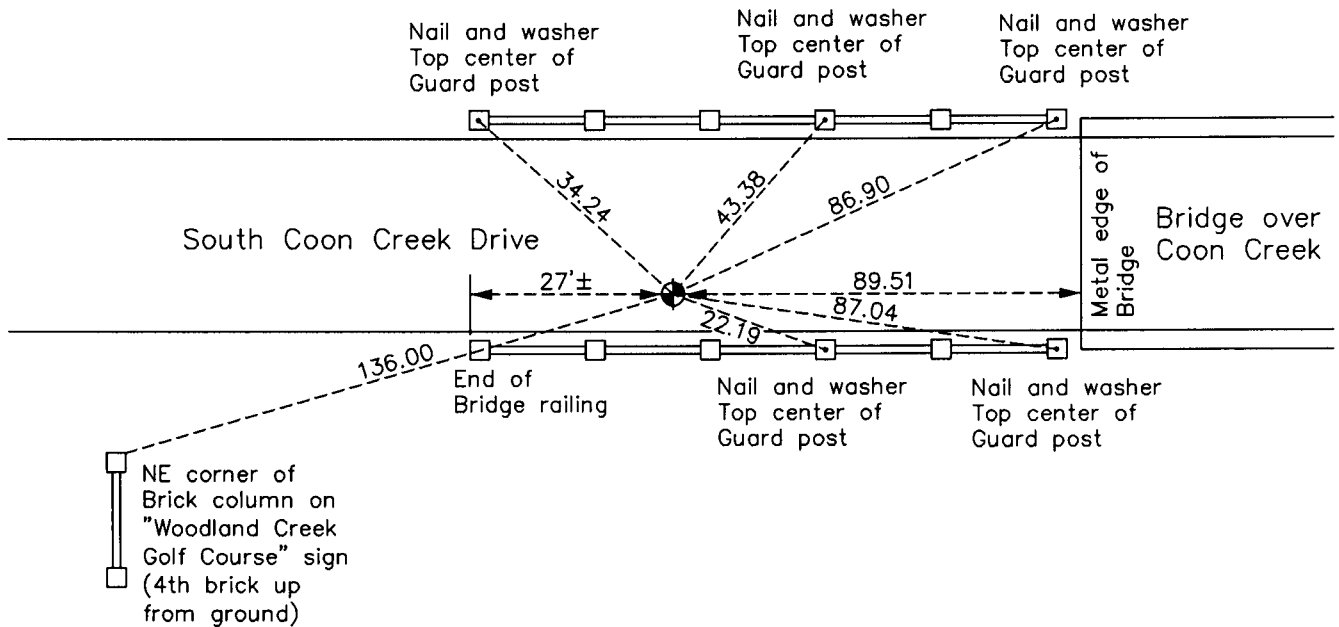 Nail and washer
Top center of
Guard post
Nail and washer
Top center of
Guard post
Nail and washer
Top center of
Guard post
34.24
43.38
86.90
South Coon Creek Drive
Metal edge of
Bridge
Bridge over
Coon Creek
27'±
89.51
87.04
22.19
136.00
End of
Bridge railing
Nail and washer
Top center of
Guard post
Nail and washer
Top center of
Guard post
NE corner of
Brick column on
"Woodland Creek
Golf Course" sign
(4th brick up
from ground)